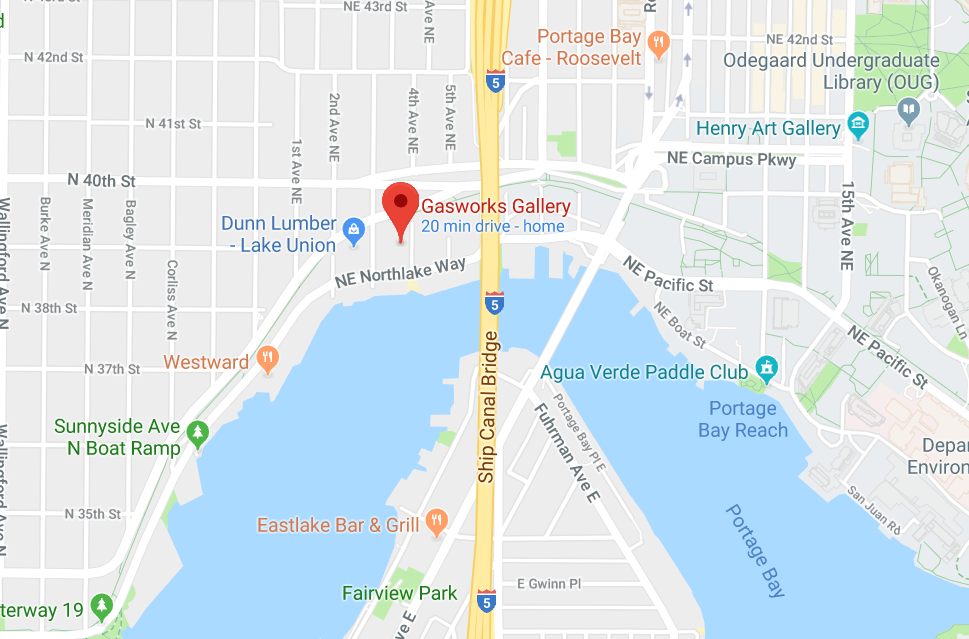 NE 43rd St
Ave NE
N 42nd St
NE 42nd St
Portage Bay
Cafe - Roosevelt
Odegaard Undergraduate
Library (OUG)
5
Henry Art Gallery
NE Campus Pkwy
N 41st St
2nd Ave NE
4th Ave NE
5th Ave NE
1st Ave NE
N 40th St
15th Ave NE
Wallingford Ave N
Burke Ave N
Meridian Ave N
Bagley Ave N
Corliss Ave N
Dunn Lumber
- Lake Union
Gasworks Gallery
20 min drive - home
NE Northlake Way
NE Pacific St
NE Boat St
Okanogan Ln
N 38th St
5
NE Pacific St
Westward
N 37th St
Ship Canal Bridge
Agua Verde Paddle Club
Portage
Bay Reach
Fuhrman Ave E
Portage Bay Pl E
Sunnyside Ave
N Boat Ramp
Wallingford Ave N
Depar
Environ
San Juan Rd
N 35th St
Eastlake Bar & Grill
Portage Bay
Fairview Park
E Gwinn Pl
5
terway 19
ve E